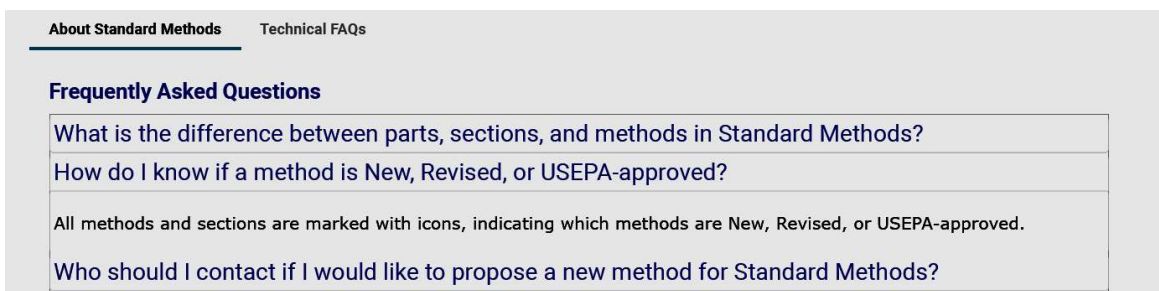 About Standard Methods Technical FAQs
Frequently Asked Questions
What is the difference between parts, sections, and methods in Standard Methods?
How do I know if a method is New, Revised, or USEPA-approved?
All methods and sections are marked with icons, indicating which methods are New, Revised, or USEPA-approved.
Who should I contact if I would like to propose a new method for Standard Methods?